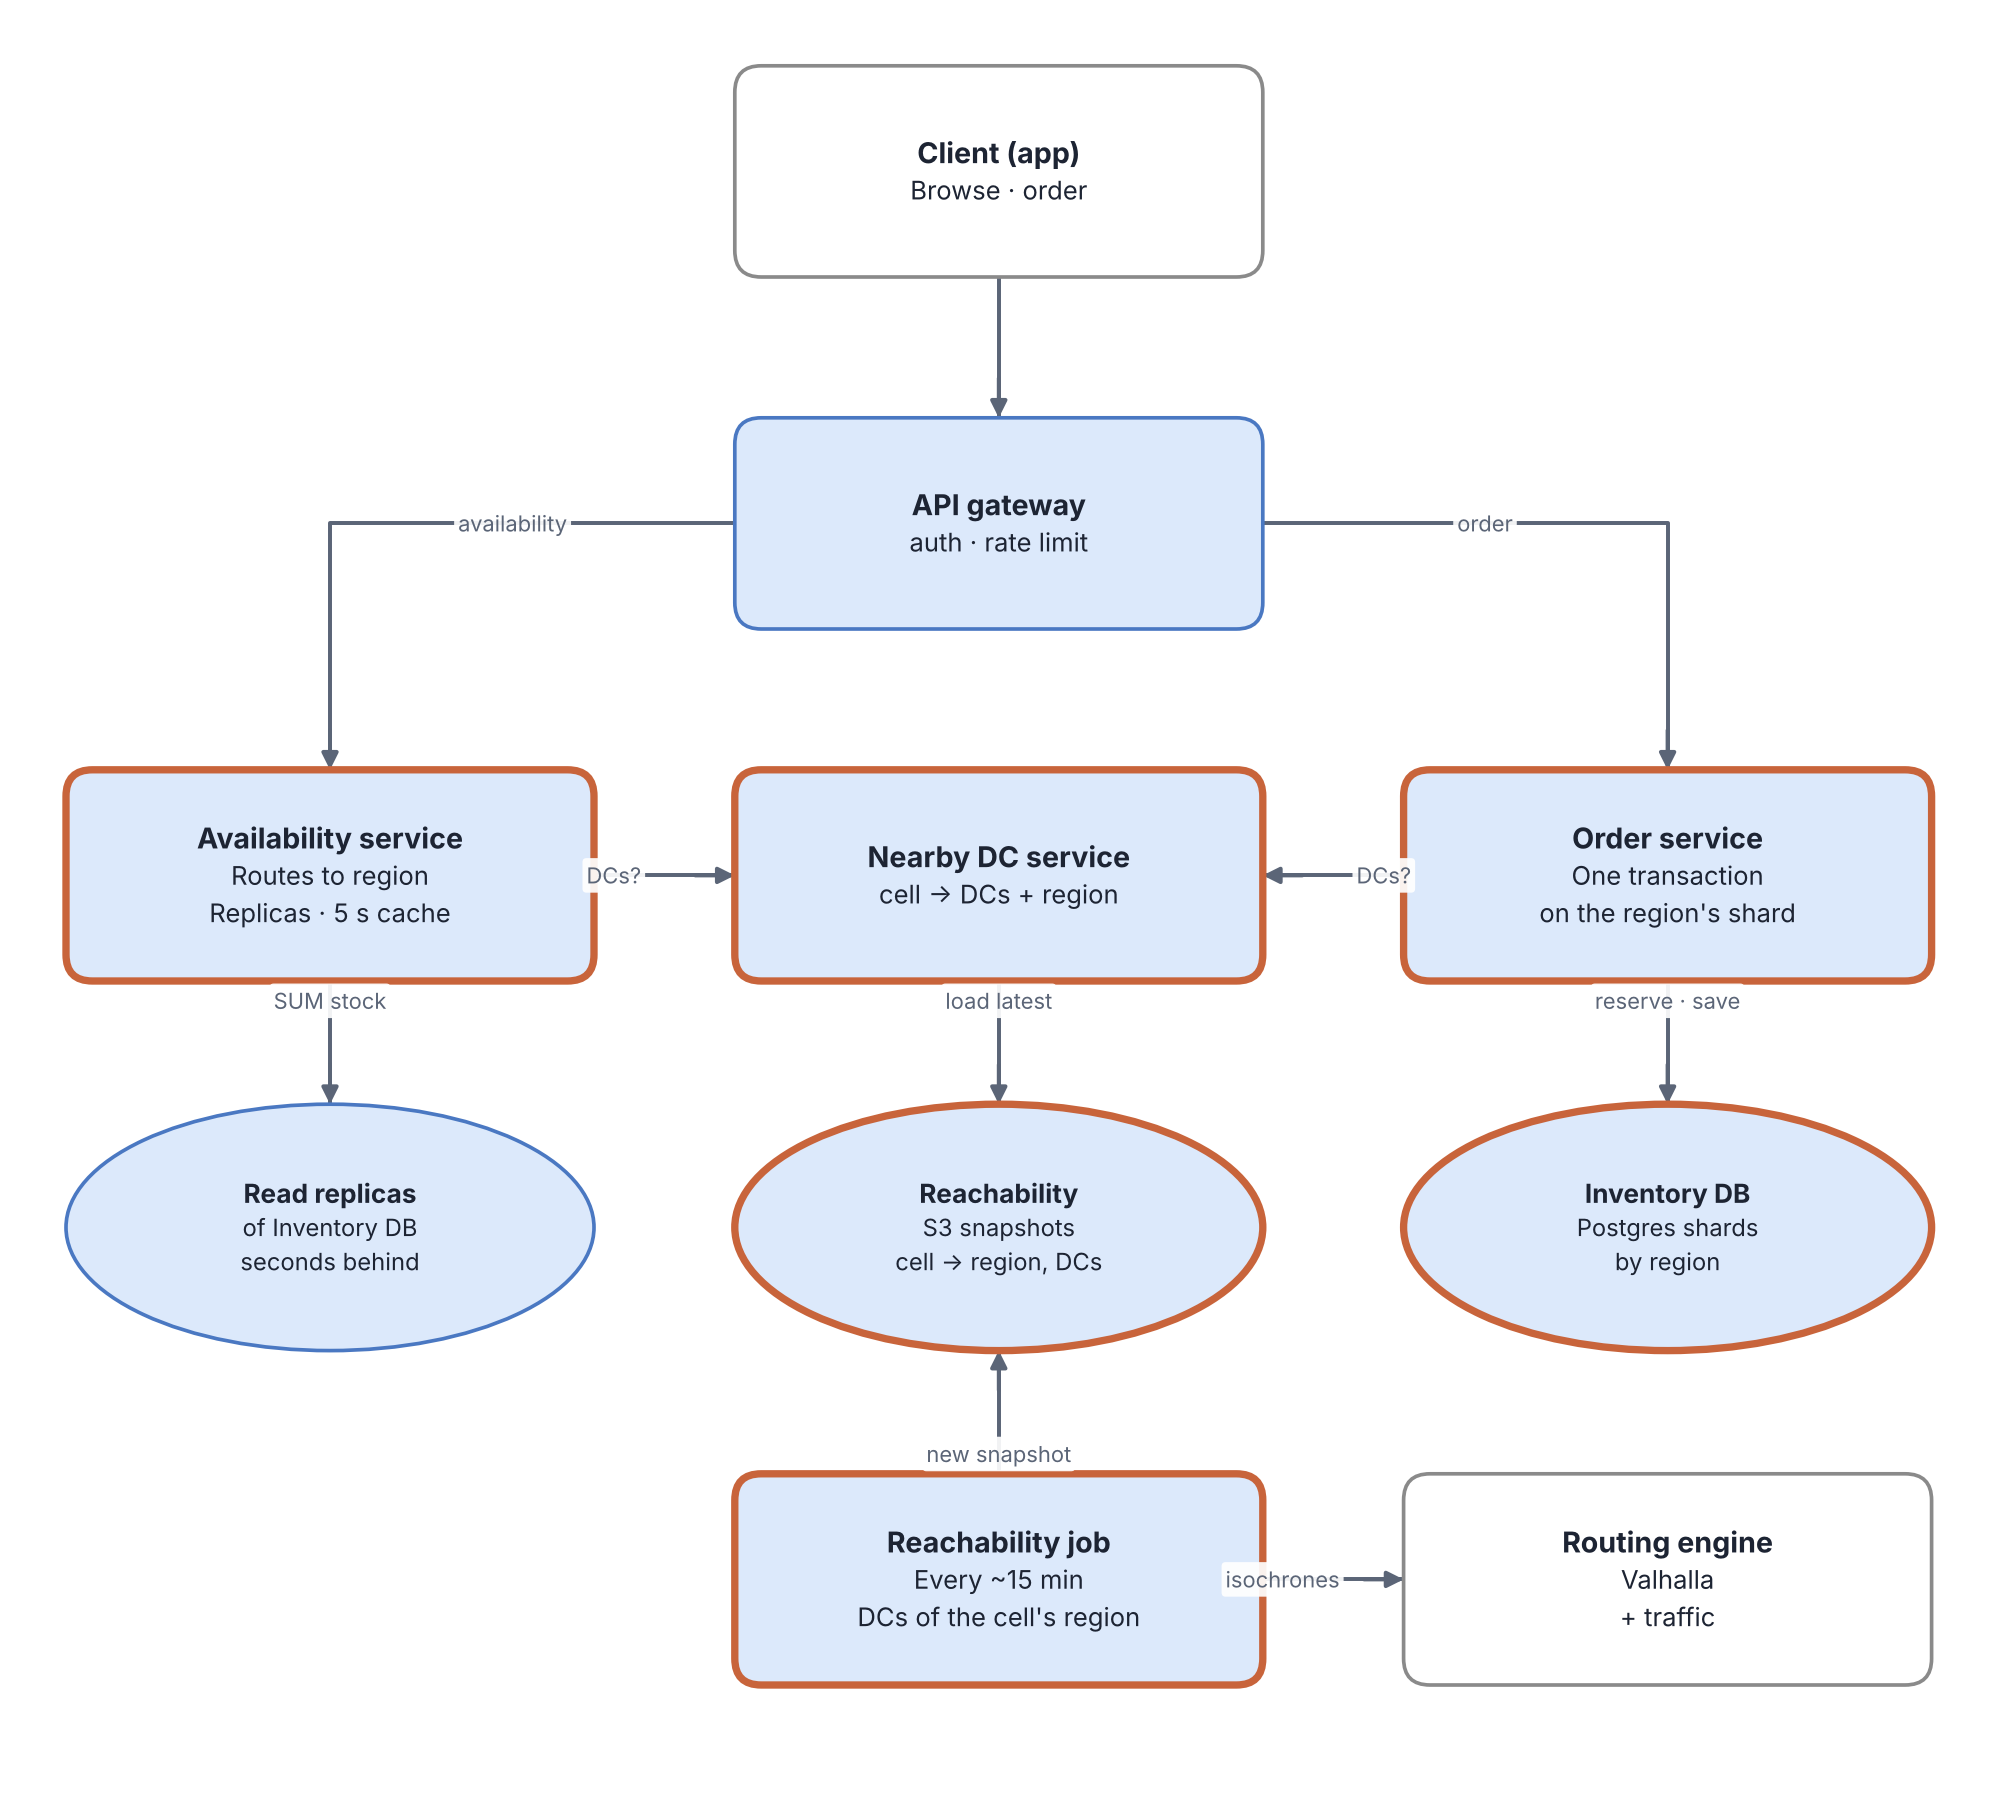 Client (app)
Browse · order
API gateway
auth · rate limit
availability
order
Availability service
Routes to region
Replicas · 5 s cache
DCs?
Nearby DC service
cell → DCs + region
DCs?
Order service
One transaction
on the region's shard
SUM stock
load latest
reserve · save
Read replicas
of Inventory DB
seconds behind
Reachability
S3 snapshots
cell → region, DCs
Inventory DB
Postgres shards
by region
new snapshot
Reachability job
Every ~15 min
DCs of the cell's region
isochrones
Routing engine
Valhalla
+ traffic